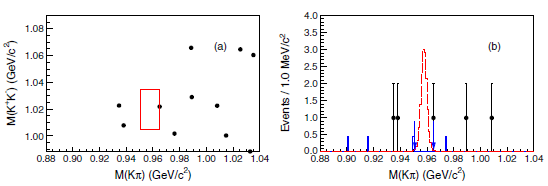 (a)
M(K⁺K⁻) (GeV/c²)
1.08
1.06
1.04
1.02
1.00
0.88 0.90 0.92 0.94 0.96 0.98 1.00 1.02 1.04
M(Kπ) (GeV/c²)
(b)
Events / 1.0 MeV/c²
4.0
3.5
3.0
2.5
2.0
1.5
1.0
0.5
0.0
0.88 0.90 0.92 0.94 0.96 0.98 1.00 1.02 1.04
M(Kπ) (GeV/c²)